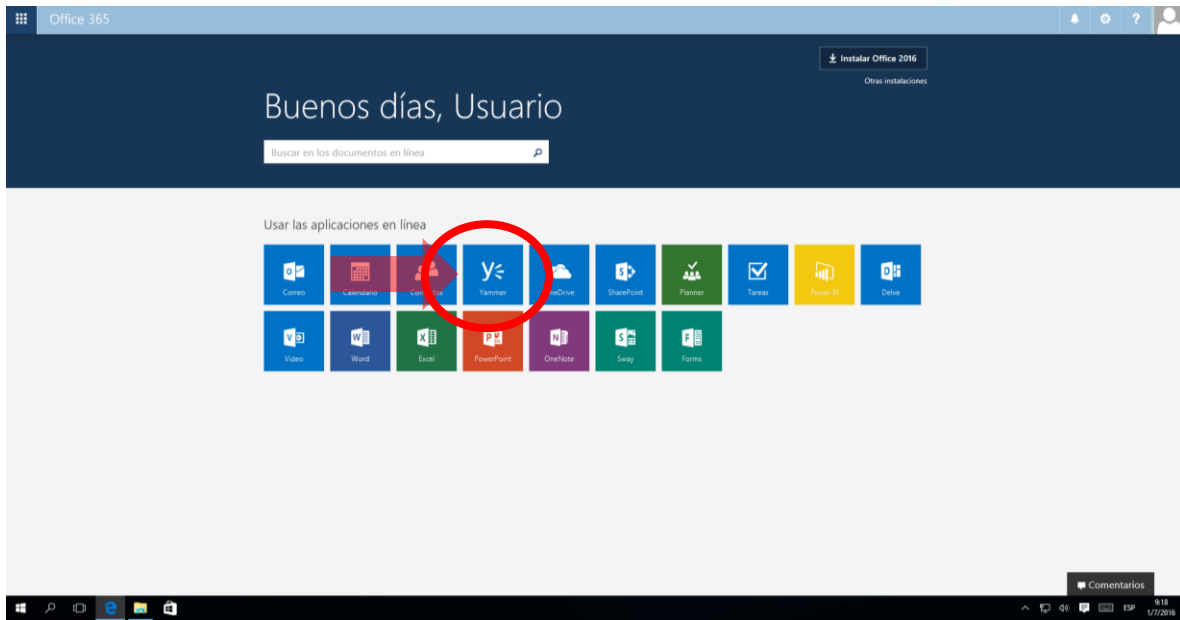 Office 365
?
Instalar Office 2016
Otras instalaciones
Buenos días, Usuario
Buscar en los documentos en línea
Usar las aplicaciones en línea
Correo
Calendario
Yammer
SharePoint
Planner
Tareas
Power BI
Delve
Video
Word
Excel
PowerPoint
OneNote
Sway
Forms
Comentarios
ESP
9:18
1/7/2016